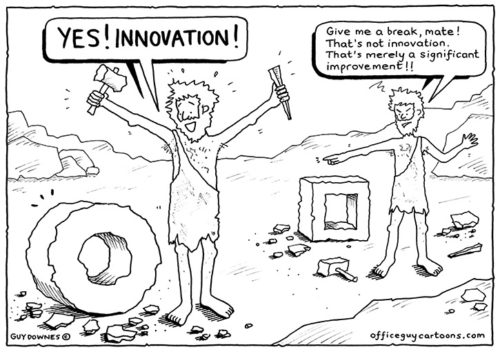 YES! INNOVATION!
Give me a break, mate!
That's not innovation.
That's merely a significant
improvement!!
GUY DOWNES ©
officeguycartoons.com